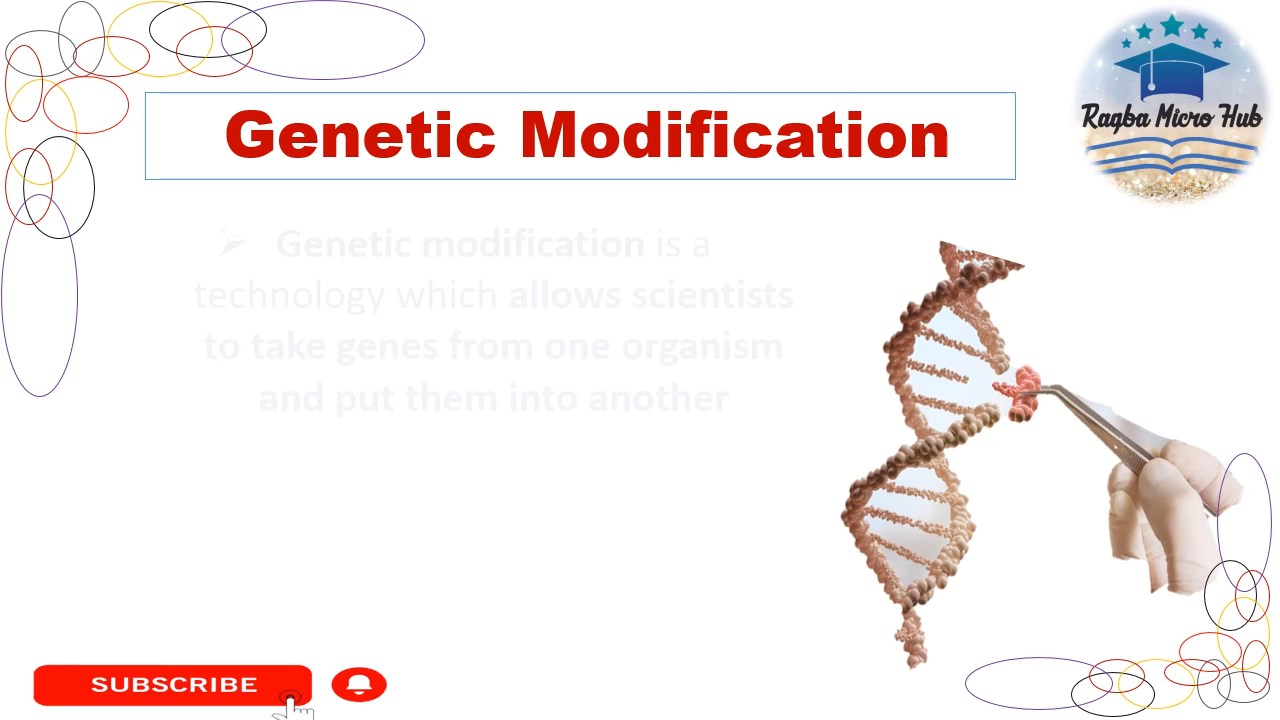 Genetic Modification
Ragba Micro Hub
➢ Genetic modification is a
technology which allows scientists
to take genes from one organism
and put them into another
SUBSCRIBE